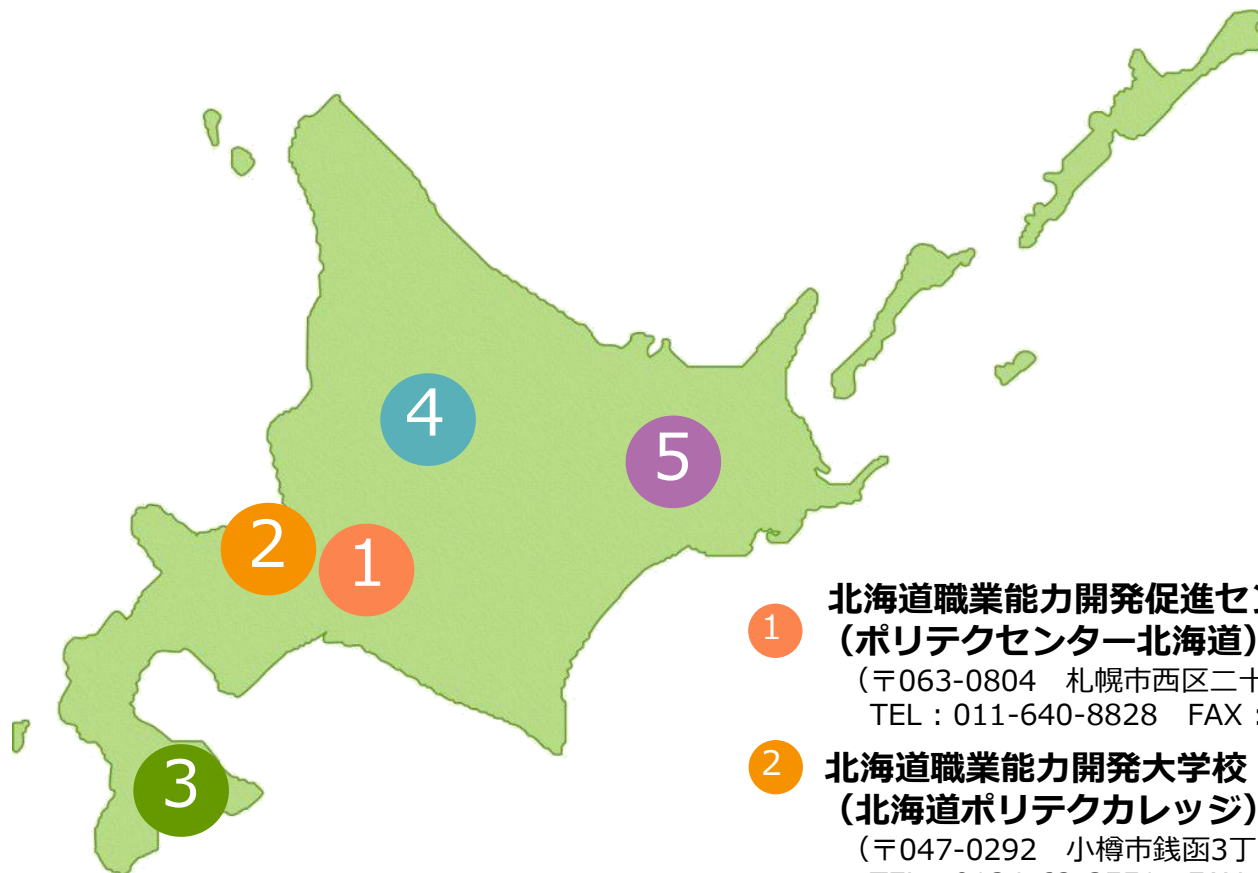 4
5
2
1
3
1
北海道職業能力開発促進セン
（ポリテクセンター北海道）
（〒063-0804　札幌市西区二十
TEL：011-640-8828　FAX：
2
北海道職業能力開発大学校
（北海道ポリテクカレッジ）
（〒047-0292　小樽市銭函3丁